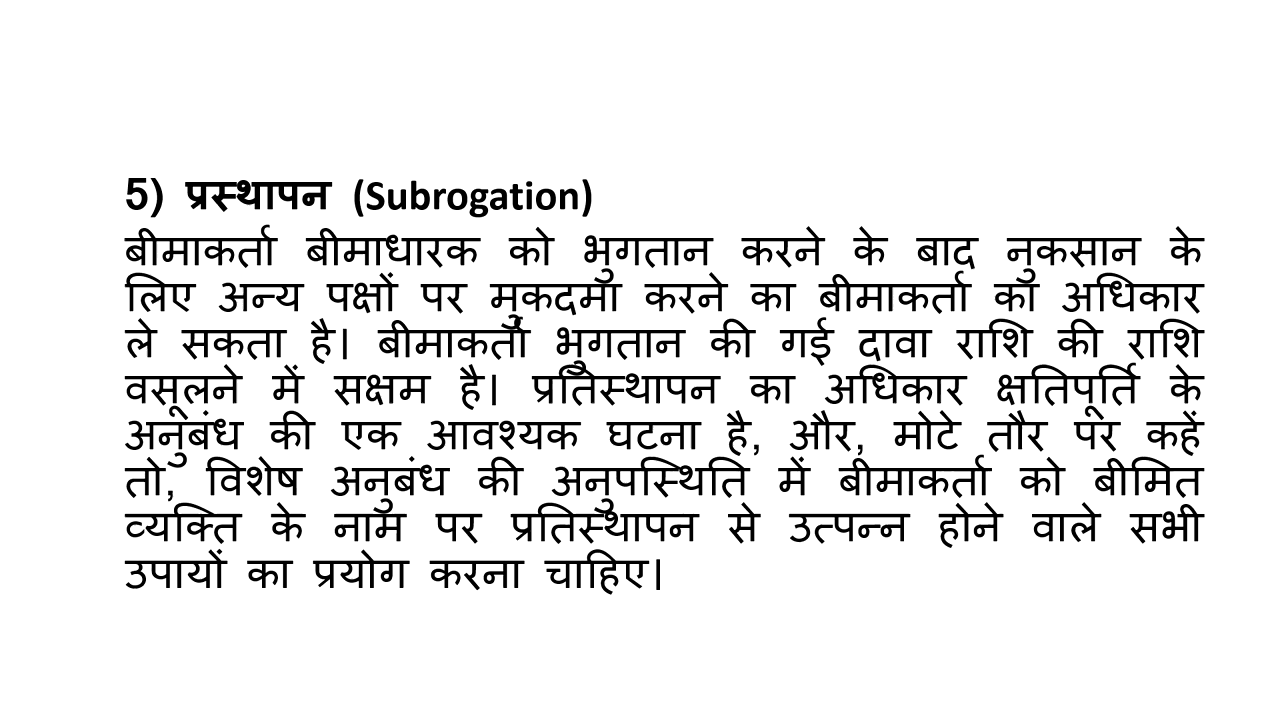 5) प्रस्थापन (Subrogation)
बीमाकर्ता बीमाधारक को भुगतान करने के बाद नुकसान के
लिए अन्य पक्षों पर मुकदमा करने का बीमाकर्ता का अधिकार
ले सकता है। बीमाकर्ता भुगतान की गई दावा राशि की राशि
वसूलने में सक्षम है। प्रतिस्थापन का अधिकार क्षतिपूर्ति के
अनुबंध की एक आवश्यक घटना है, और, मोटे तौर पर कहें
तो, विशेष अनुबंध की अनुपस्थिति में बीमाकर्ता को बीमित
व्यक्ति के नाम पर प्रतिस्थापन से उत्पन्न होने वाले सभी
उपायों का प्रयोग करना चाहिए।